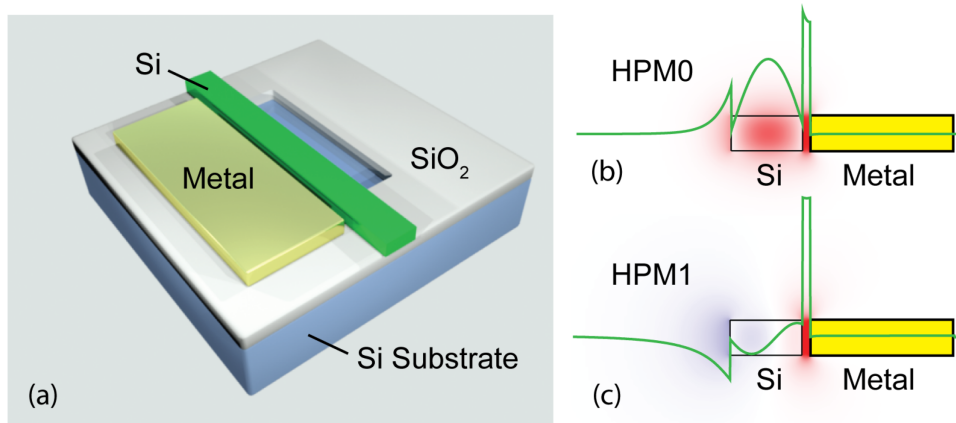 Si
Metal
SiO₂
Si Substrate
(a)
HPM0
Si
Metal
(b)
HPM1
Si
Metal
(c)